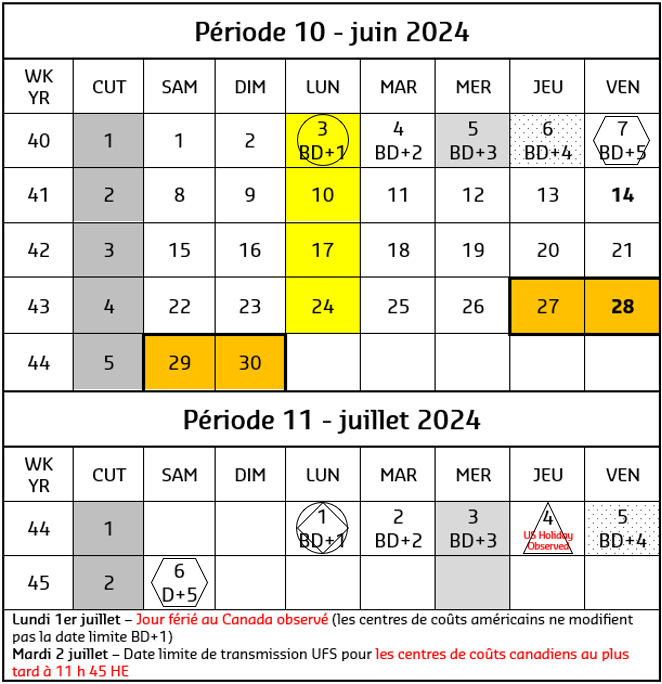 Période 10 - juin 2024
WK YR CUT SAM DIM LUN MAR MER JEU VEN
40 1 1 2 3 BD+1 4 BD+2 5 BD+3 6 BD+4 7 BD+5
41 2 8 9 10 11 12 13 14
42 3 15 16 17 18 19 20 21
43 4 22 23 24 25 26 27 28
44 5 29 30
Période 11 - juillet 2024
WK YR CUT SAM DIM LUN MAR MER JEU VEN
44 1 1 BD+1 2 BD+2 3 BD+3 4 US Holiday Observed 5 BD+4
45 2 6 D+5
Lundi 1er juillet – Jour férié au Canada observé (les centres de coûts américains ne modifient
pas la date limite BD+1)
Mardi 2 juillet – Date limite de transmission UFS pour les centres de coûts canadiens au plus
tard à 11 h 45 HE